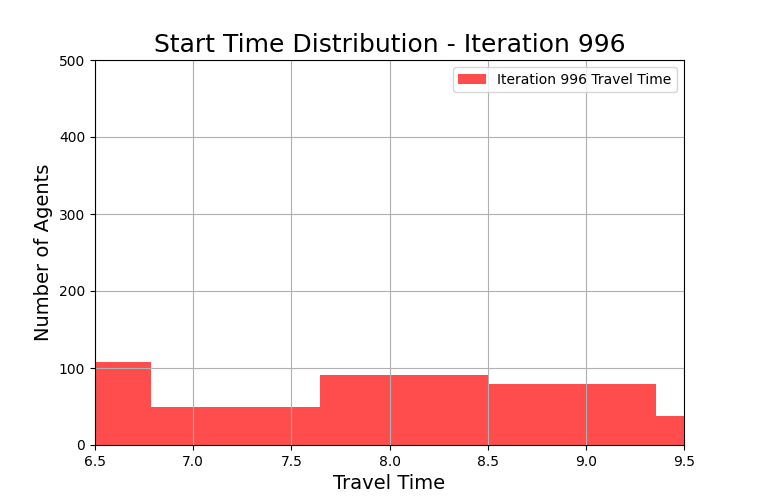 Start Time Distribution - Iteration 996
Iteration 996 Travel Time
Number of Agents
500
400
300
200
100
0
6.5 7.0 7.5 8.0 8.5 9.0 9.5
Travel Time